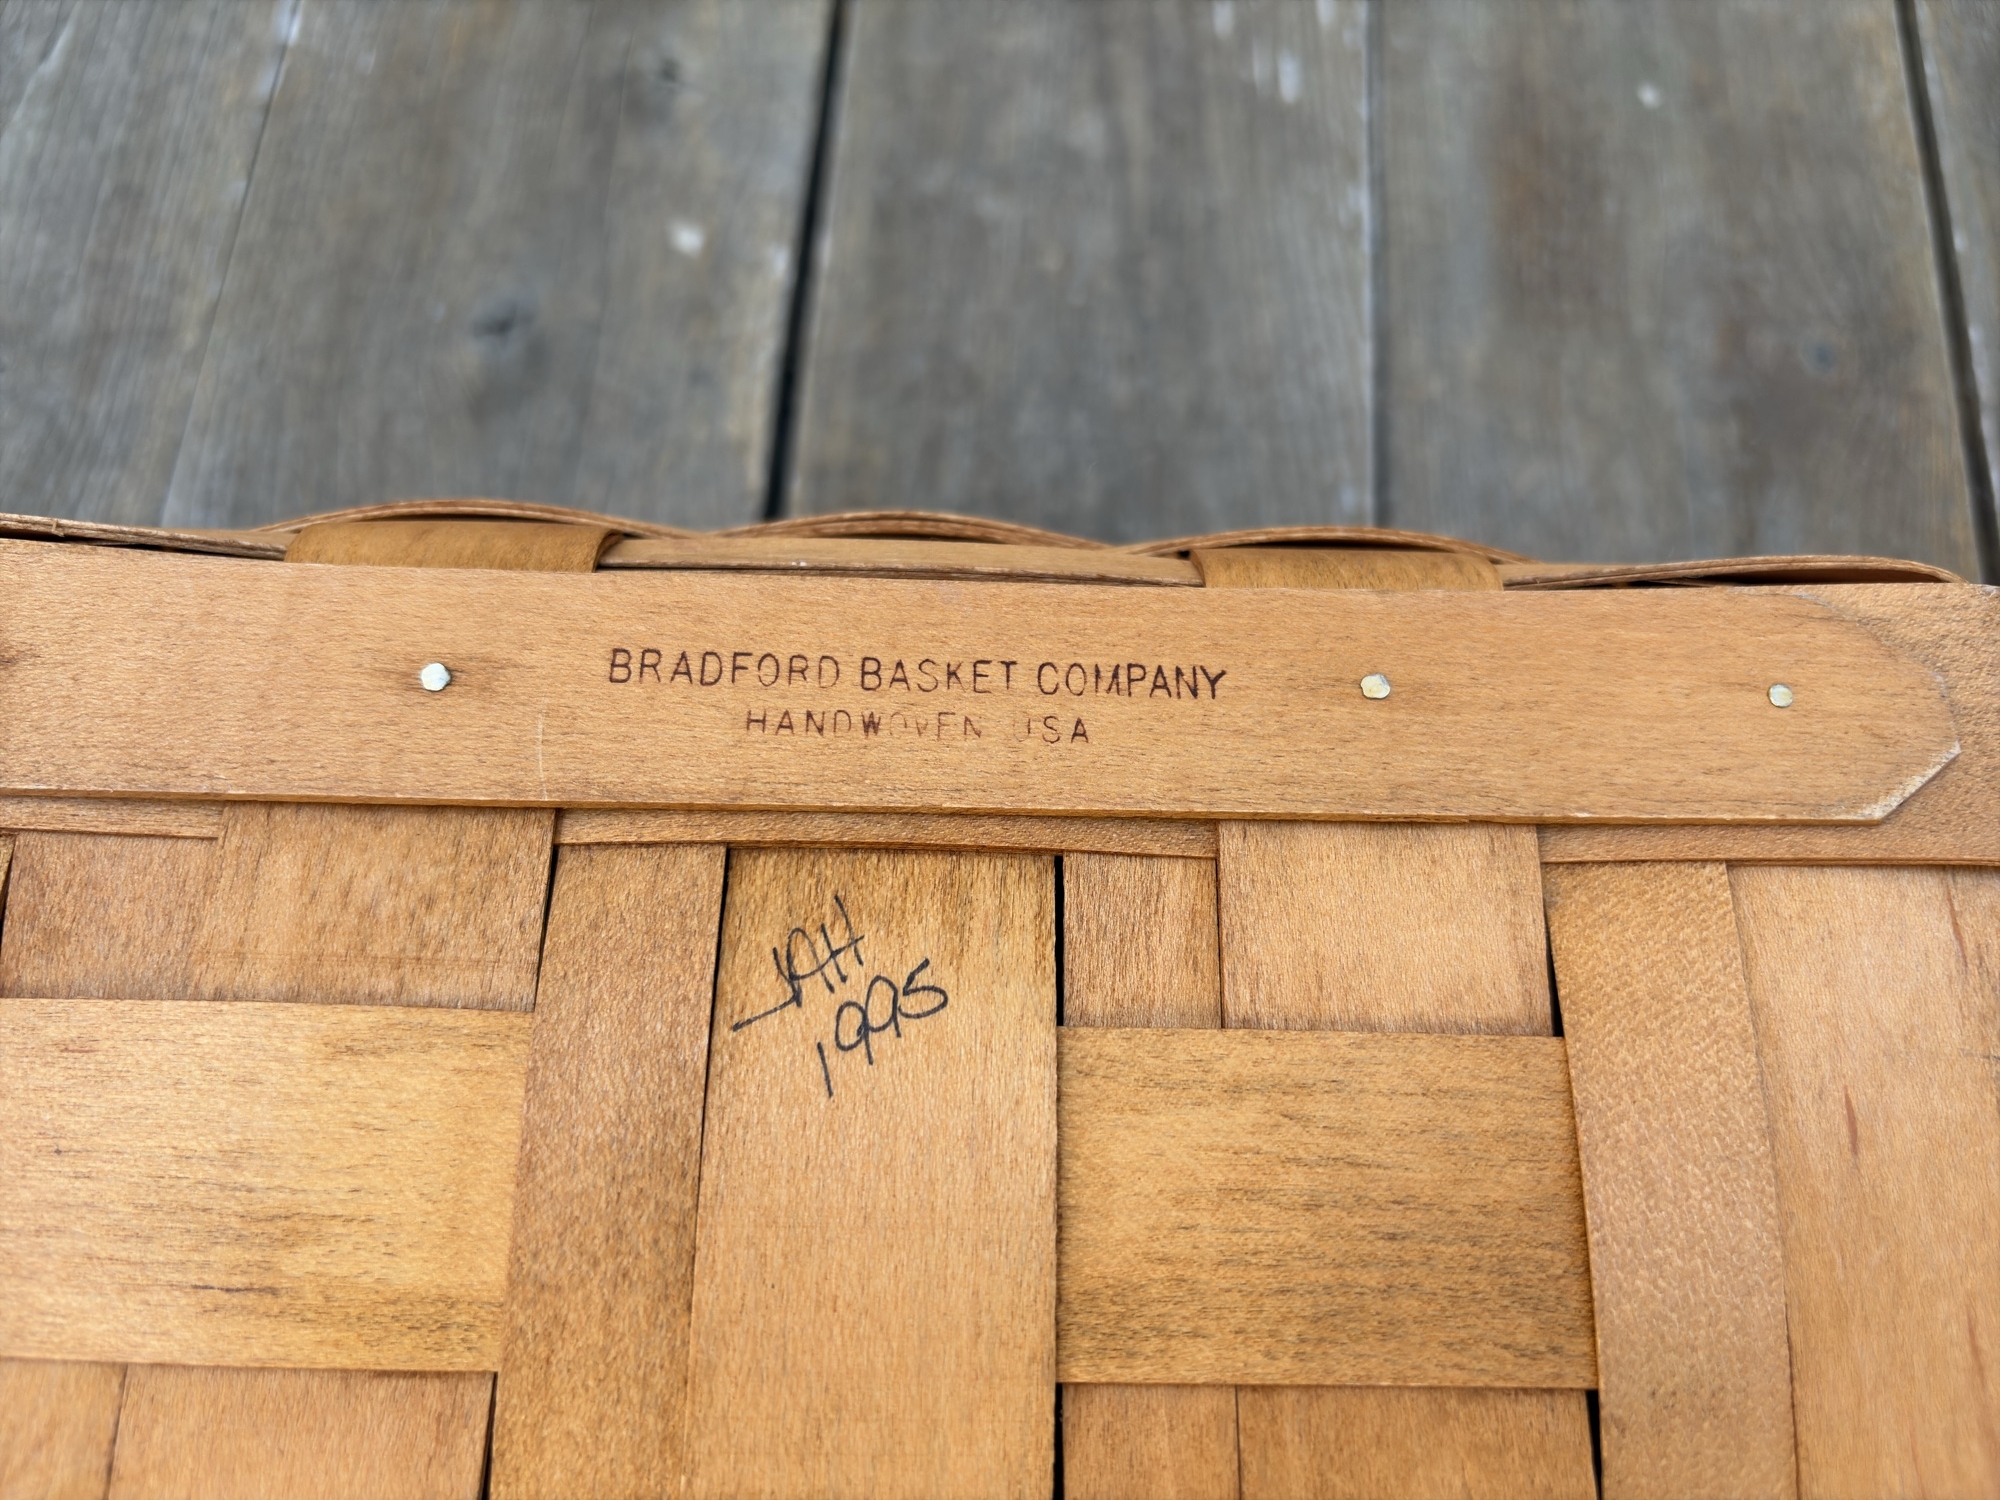 BRADFORD BASKET COMPANY
HANDWOVEN USA
JAH
1995